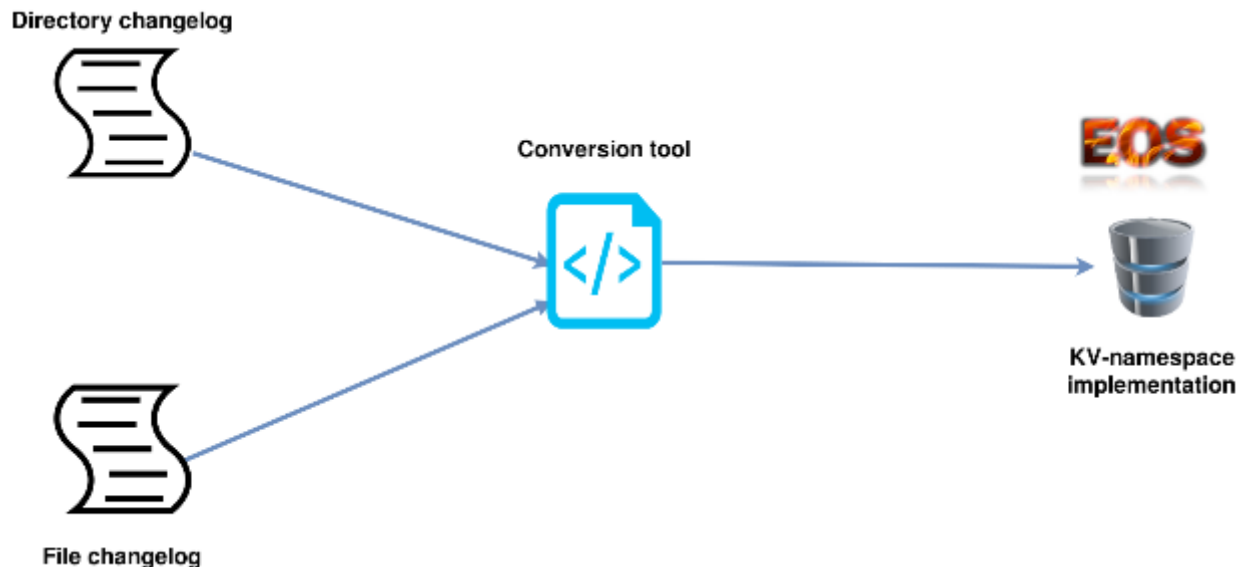 Directory changelog
Conversion tool
EOS
</>
KV-namespace
implementation
File changelog